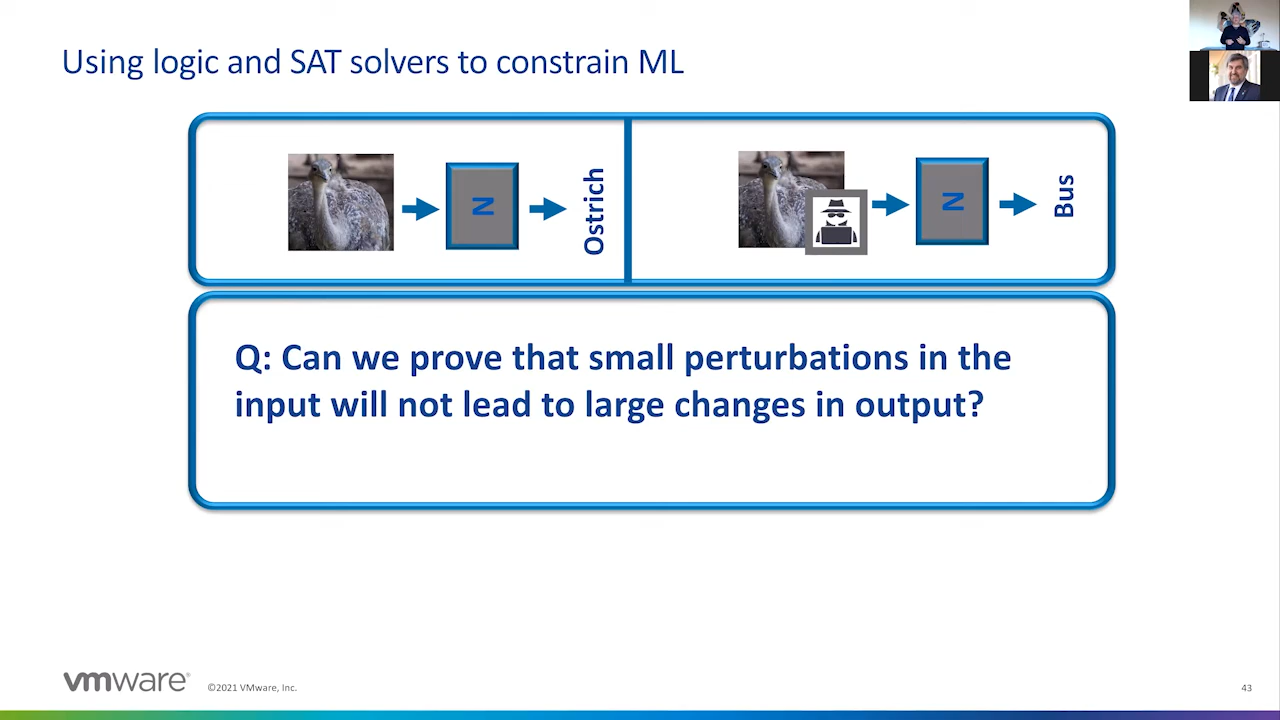 Using logic and SAT solvers to constrain ML
N
Ostrich
N
Bus
Q: Can we prove that small perturbations in the
input will not lead to large changes in output?
vmware®
©2021 VMware, Inc.
43